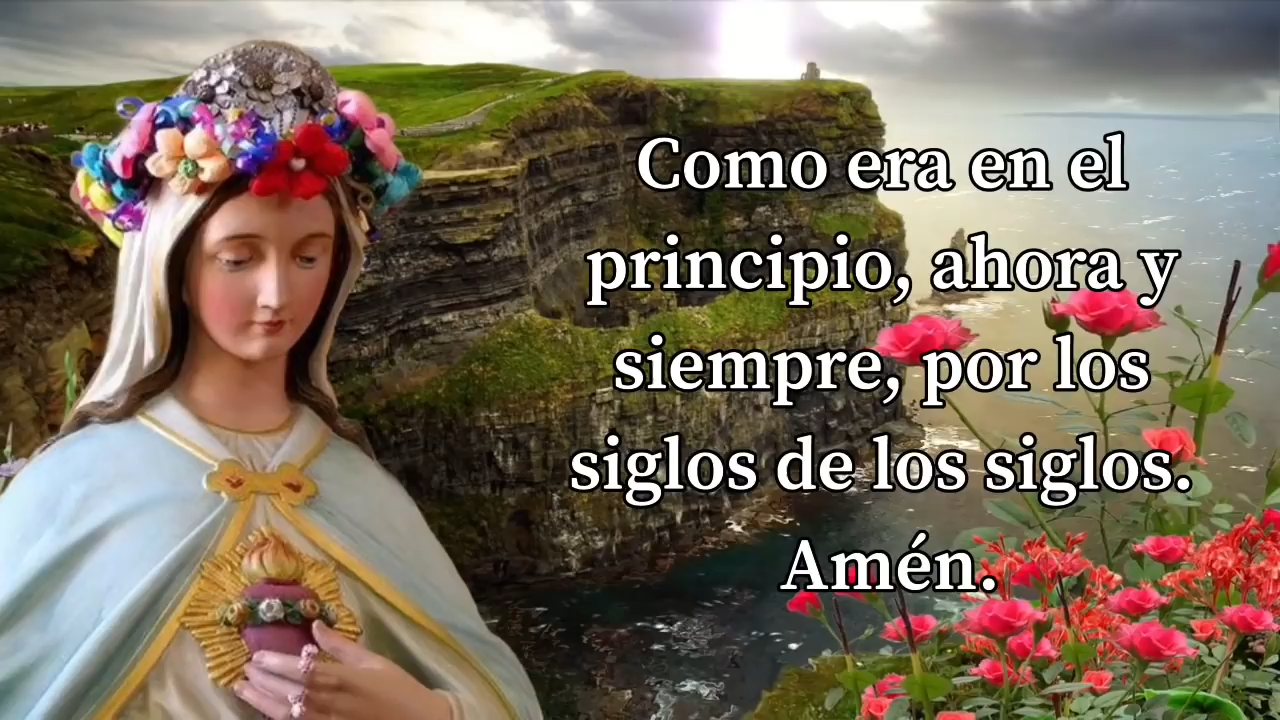 Como era en el
principio, ahora y
siempre, por los
siglos de los siglos.
Amén.